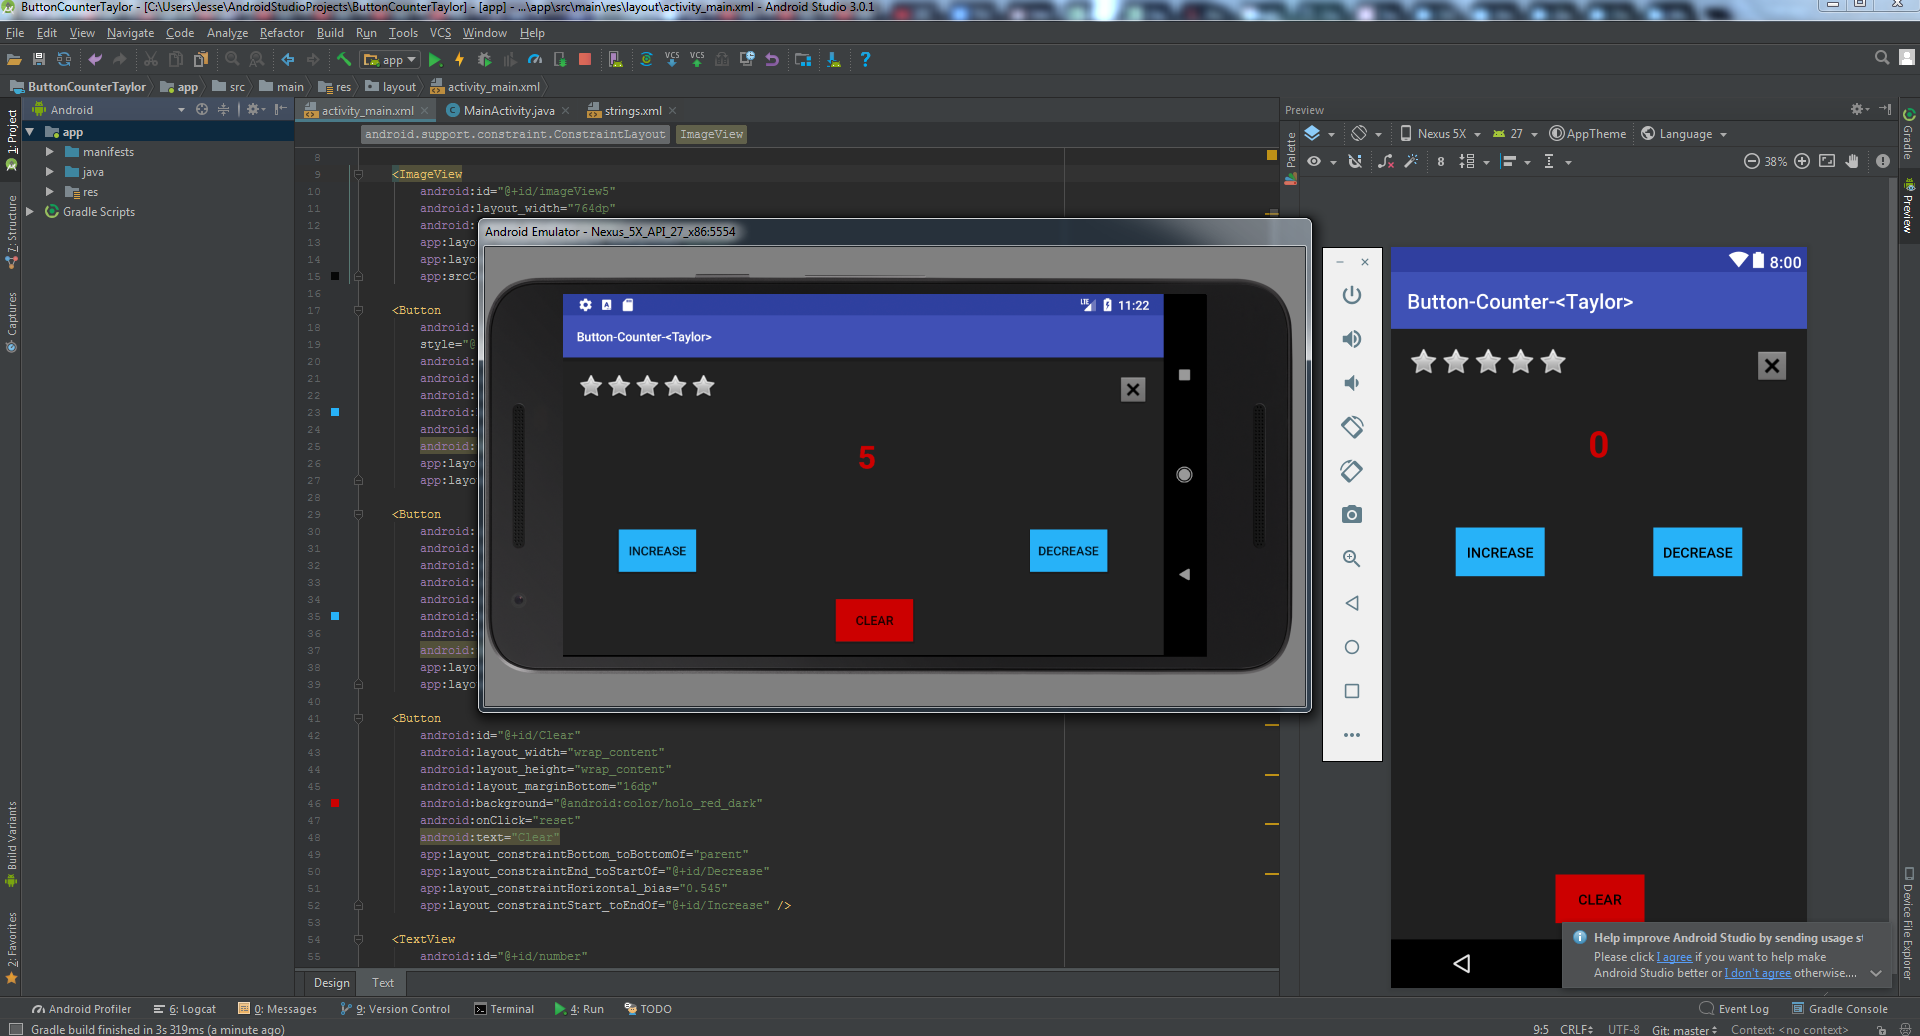 ButtonCounterTaylor - [C:\Users\Jesse\AndroidStudioProjects\ButtonCounterTaylor] - [app] - ...\app\src\main\res\layout\activity_main.xml - Android Studio 3.0.1
File Edit View Navigate Code Analyze Refactor Build Run Tools VCS Window Help
app
VCS VCS
ButtonCounterTaylor app src main res layout activity_main.xml
Android
activity_main.xml MainActivity.java strings.xml
Preview
android.support.constraint.ConstraintLayout ImageView
Nexus 5X 27 AppTheme Language
8 38%
1: Project
7: Structure
Captures
Build Variants
2: Favorites
app
manifests
java
res
Gradle Scripts
8
9 <ImageView
10 android:id="@+id/imageView5"
11 android:layout_width="764dp"
12 android:
13 app:layo
14 app:layo
15 app:srcC
16
17 <Button
18 android:
19 style="@
20 android:
21 android:
22 android:
23 android:
24 android:
25 android:
26 app:layo
27 app:layo
28
29 <Button
30 android:
31 android:
32 android:
33 android:
34 android:
35 android:
36 android:
37 android:
38 app:layo
39 app:layo
40
41 <Button
42 android:id="@+id/Clear"
43 android:layout_width="wrap_content"
44 android:layout_height="wrap_content"
45 android:layout_marginBottom="16dp"
46 android:background="@android:color/holo_red_dark"
47 android:onClick="reset"
48 android:text="Clear"
49 app:layout_constraintBottom_toBottomOf="parent"
50 app:layout_constraintEnd_toStartOf="@+id/Decrease"
51 app:layout_constraintHorizontal_bias="0.545"
52 app:layout_constraintStart_toEndOf="@+id/Increase" />
53
54 <TextView
55 android:id="@+id/number"
Design Text
Android Emulator - Nexus_5X_API_27_x86:5554
LTE 11:22
Button-Counter-<Taylor>
5
INCREASE
DECREASE
CLEAR
Palette
8:00
Button-Counter-<Taylor>
0
INCREASE
DECREASE
CLEAR
Help improve Android Studio by sending usage st
Please click I agree if you want to help make
Android Studio better or I don't agree otherwise....
Gradle
Preview
Device File Explorer
Android Profiler 6: Logcat 0: Messages 9: Version Control Terminal 4: Run TODO
Event Log Gradle Console
Gradle build finished in 3s 319ms (a minute ago)
9:5 CRLF UTF-8 Git: master Context: <no context>